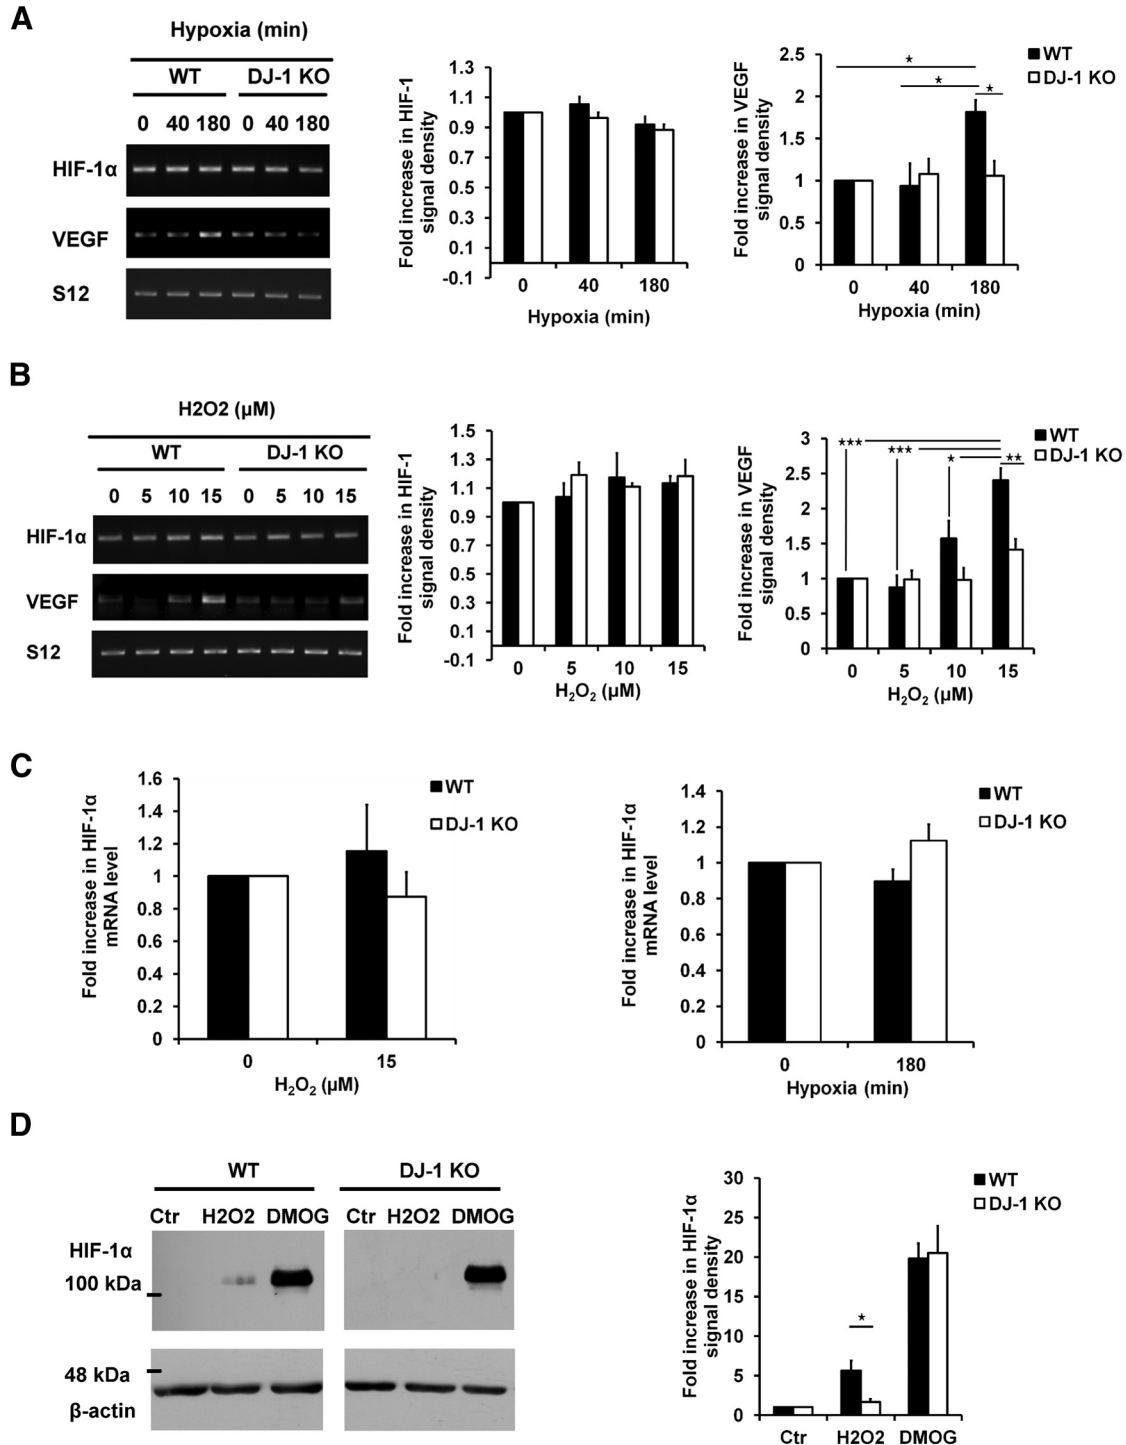 A
Hypoxia (min)
WT DJ-1 KO
0 40 180 0 40 180
HIF-1α
VEGF
S12
Fold increase in HIF-1
signal density
1.3
1.1
0.9
0.7
0.5
0.3
0.1
-0.1
0 40 180
Hypoxia (min)
Fold increase in VEGF
signal density
2.5
2
1.5
1
0.5
0
* * *
0 40 180
Hypoxia (min)
WT
DJ-1 KO
B
H2O2 (μM)
WT DJ-1 KO
0 5 10 15 0 5 10 15
HIF-1α
VEGF
S12
Fold increase in HIF-1
signal density
1.5
1.3
1.1
0.9
0.7
0.5
0.3
0.1
-0.1
0 5 10 15
H₂O₂ (μM)
Fold increase in VEGF
signal density
3
2.5
2
1.5
1
0.5
0
*** *** * **
0 5 10 15
H₂O₂ (μM)
WT
DJ-1 KO
C
Fold increase in HIF-1α
mRNA level
1.6
1.4
1.2
1
0.8
0.6
0.4
0.2
0
0 15
H₂O₂ (μM)
WT
DJ-1 KO
Fold increase in HIF-1α
mRNA level
1.4
1.2
1
0.8
0.6
0.4
0.2
0
0 180
Hypoxia (min)
WT
DJ-1 KO
D
WT DJ-1 KO
Ctr H2O2 DMOG Ctr H2O2 DMOG
HIF-1α
100 kDa
48 kDa
β-actin
Fold increase in HIF-1α
signal density
30
25
20
15
10
5
0
*
Ctr H2O2 DMOG
WT
DJ-1 KO